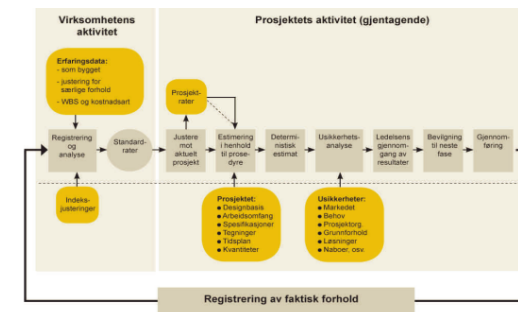 Virksomhetens
aktivitet
Prosjektets aktivitet (gjentagende)
Erfaringsdata:
- som bygget
- justering for
særlige forhold
- WBS og kostnadsart
Prosjekt-
rater
Registrering
og
analyse
Standard-
rater
Justere
mot
aktuelt
prosjekt
Estimering
i henhold
til prose-
dyre
Determi-
nistisk
estimat
Usikkerhets-
analyse
Ledelsens
gjennom-
gang av
resultater
Bevilgning
til neste
fase
Gjennom-
føring
Indeks-
justeringer
Prosjektet:
● Designbasis
● Arbeidsomfang
● Spesifikasjoner
● Tegninger
● Tidsplan
● Kvantiteter
Usikkerheter:
● Markedet
● Behov
● Prosjektorg
● Grunnforhold
● Løsninger
● Naboer, osv.
Registrering av faktisk forhold